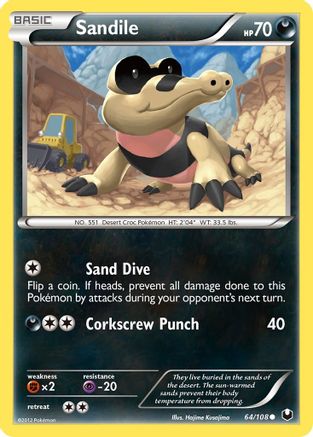 BASIC
Sandile HP70
NO. 551 Desert Croc Pokémon HT: 2'04" WT: 33.5 lbs.
Sand Dive
Flip a coin. If heads, prevent all damage done to this
Pokémon by attacks during your opponent's next turn.
Corkscrew Punch 40
weakness resistance
×2 -20
retreat
They live buried in the sands of
the desert. The sun-warmed
sands prevent their body
temperature from dropping.
©2012 Pokémon Illus. Hajime Kusajima 64/108